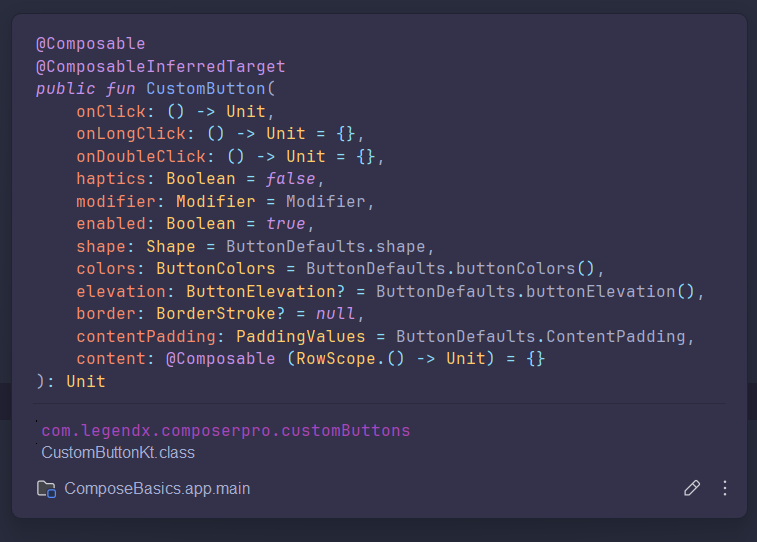 @Composable
@ComposableInferredTarget
public fun CustomButton(
    onClick: () -> Unit,
    onLongClick: () -> Unit = {},
    onDoubleClick: () -> Unit = {},
    haptics: Boolean = false,
    modifier: Modifier = Modifier,
    enabled: Boolean = true,
    shape: Shape = ButtonDefaults.shape,
    colors: ButtonColors = ButtonDefaults.buttonColors(),
    elevation: ButtonElevation? = ButtonDefaults.buttonElevation(),
    border: BorderStroke? = null,
    contentPadding: PaddingValues = ButtonDefaults.ContentPadding,
    content: @Composable (RowScope.() -> Unit) = {}
): Unit
com.legendx.composerpro.customButtons
CustomButtonKt.class
ComposeBasics.app.main